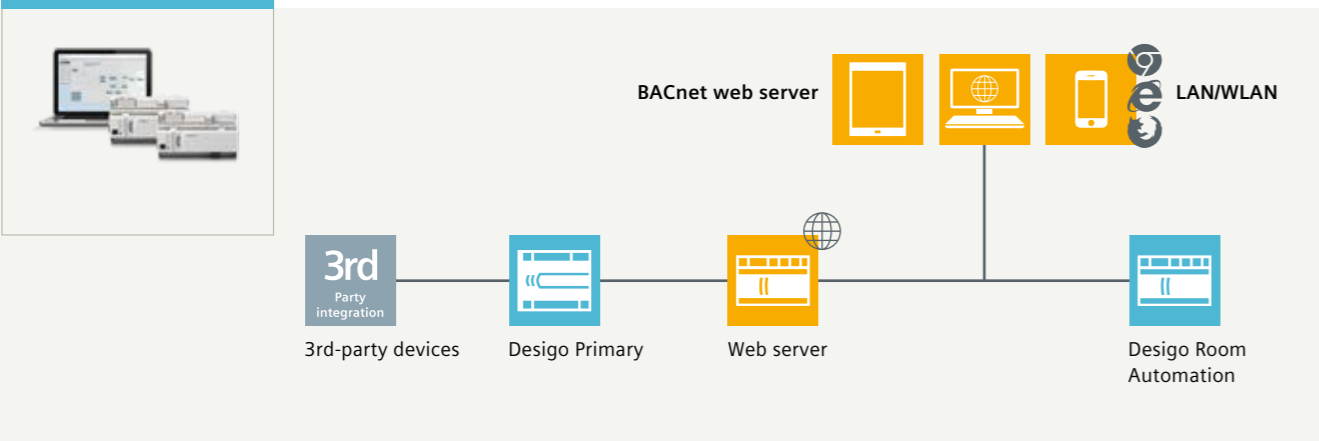 BACnet web server
LAN/WLAN
3rd
Party
integration
3rd-party devices
Desigo Primary
Web server
Desigo Room
Automation